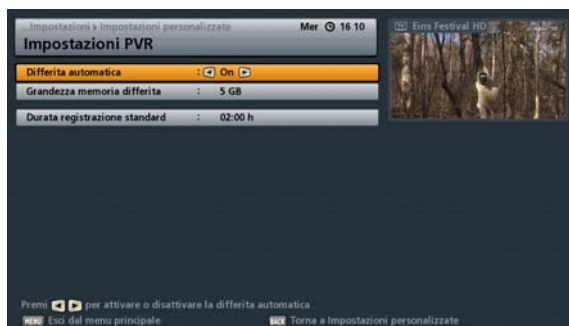 ...Impostazioni ▸ Impostazioni personalizzate
Mer 16 10
Impostazioni PVR
TV Eins Festival HD
Differita automatica : ◀ On ▶
Grandezza memoria differita : 5 GB
Durata registrazione standard : 02:00 h
Premi ◀ ▶ per attivare o disattivare la differita automatica
MENU Esci dal menu principale
BACK Torna a Impostazioni personalizzate